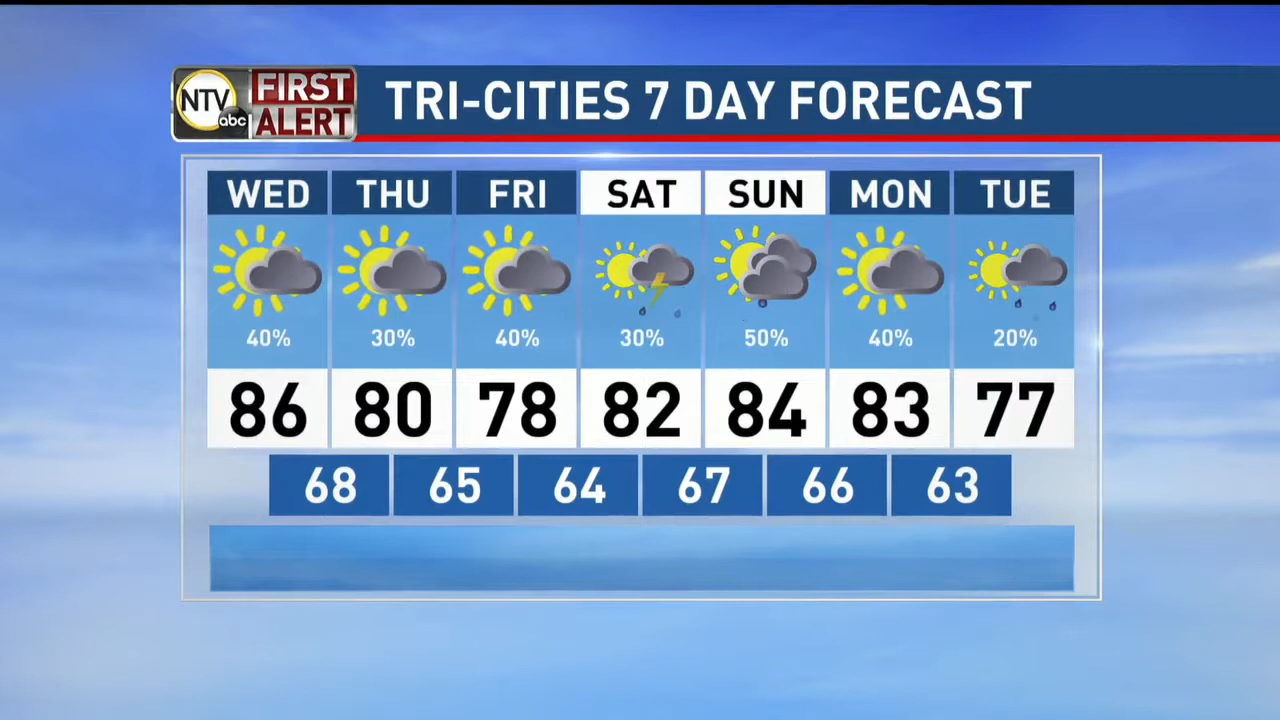 NTV
abc
FIRST
ALERT
TRI-CITIES 7 DAY FORECAST
WED THU FRI SAT SUN MON TUE
40% 30% 40% 30% 50% 40% 20%
86 80 78 82 84 83 77
68 65 64 67 66 63